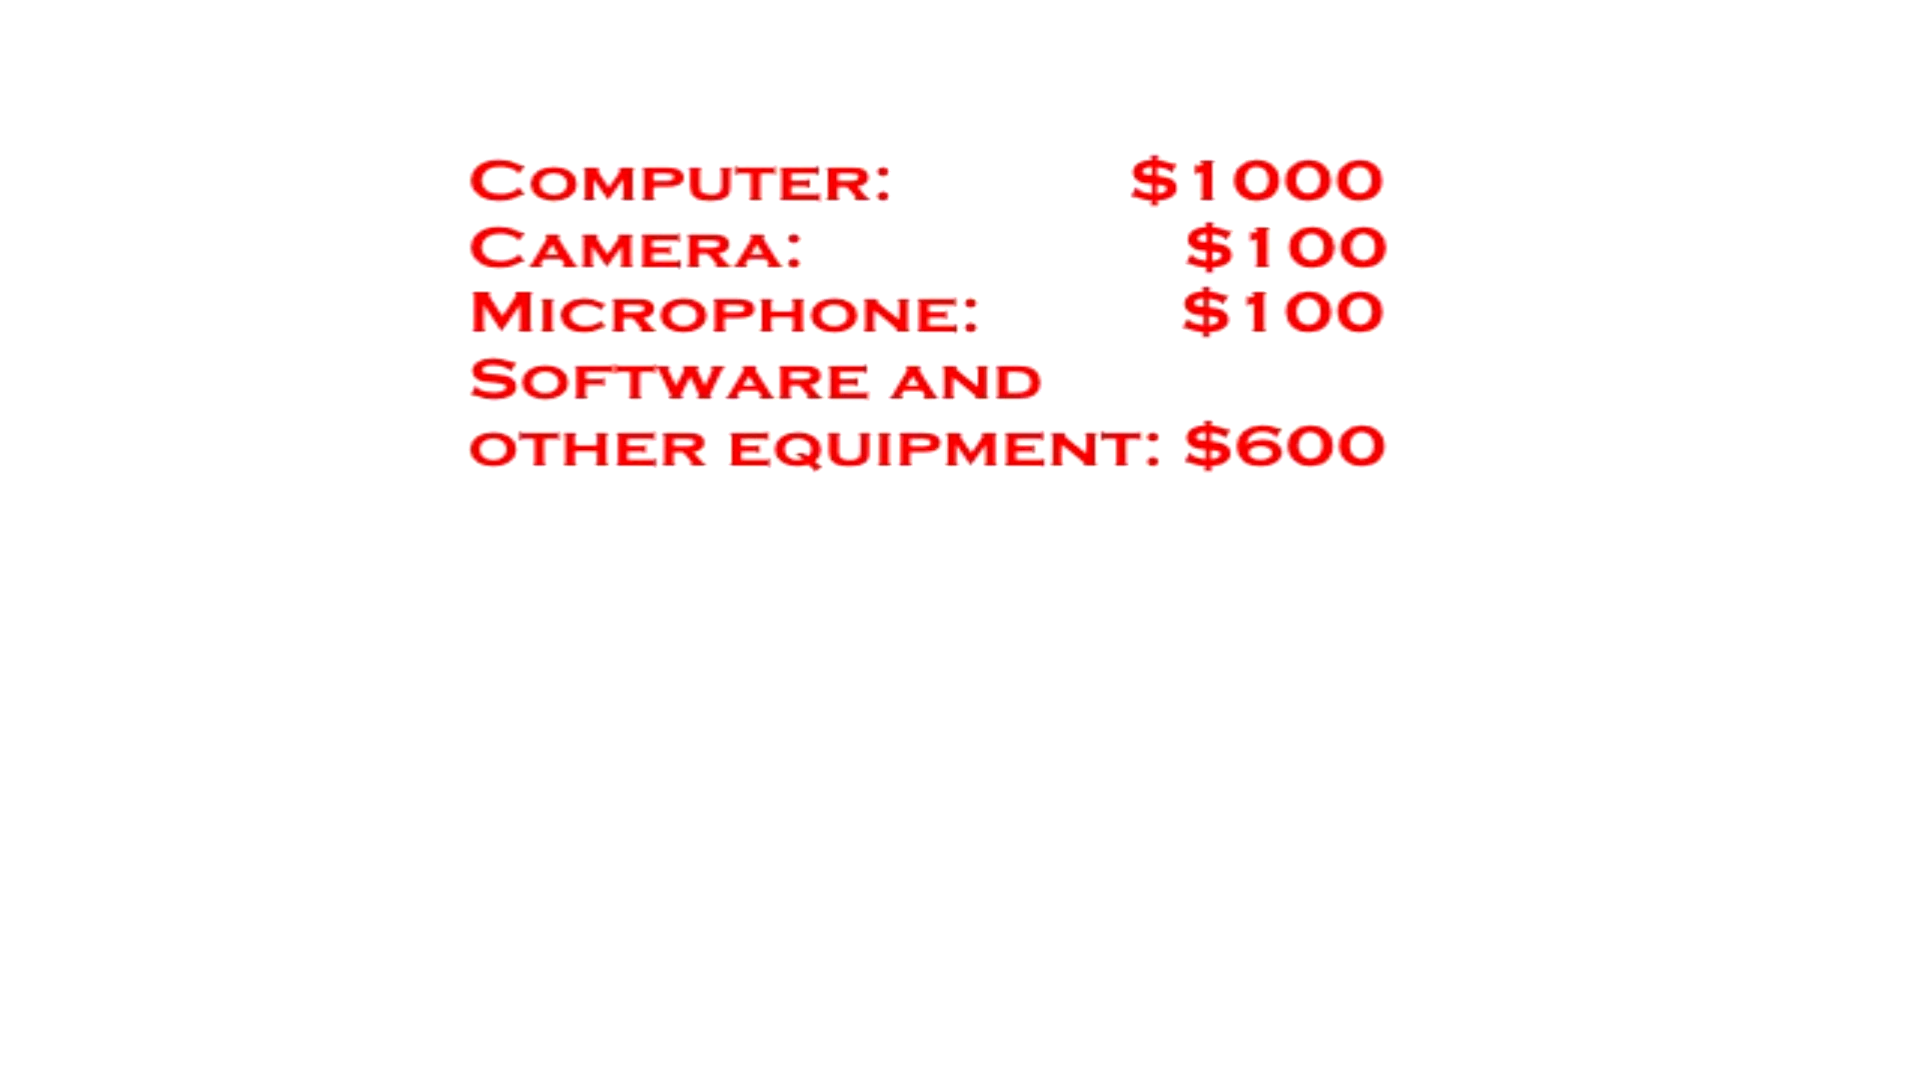 Computer: $1000
Camera: $100
Microphone: $100
Software and
other equipment: $600